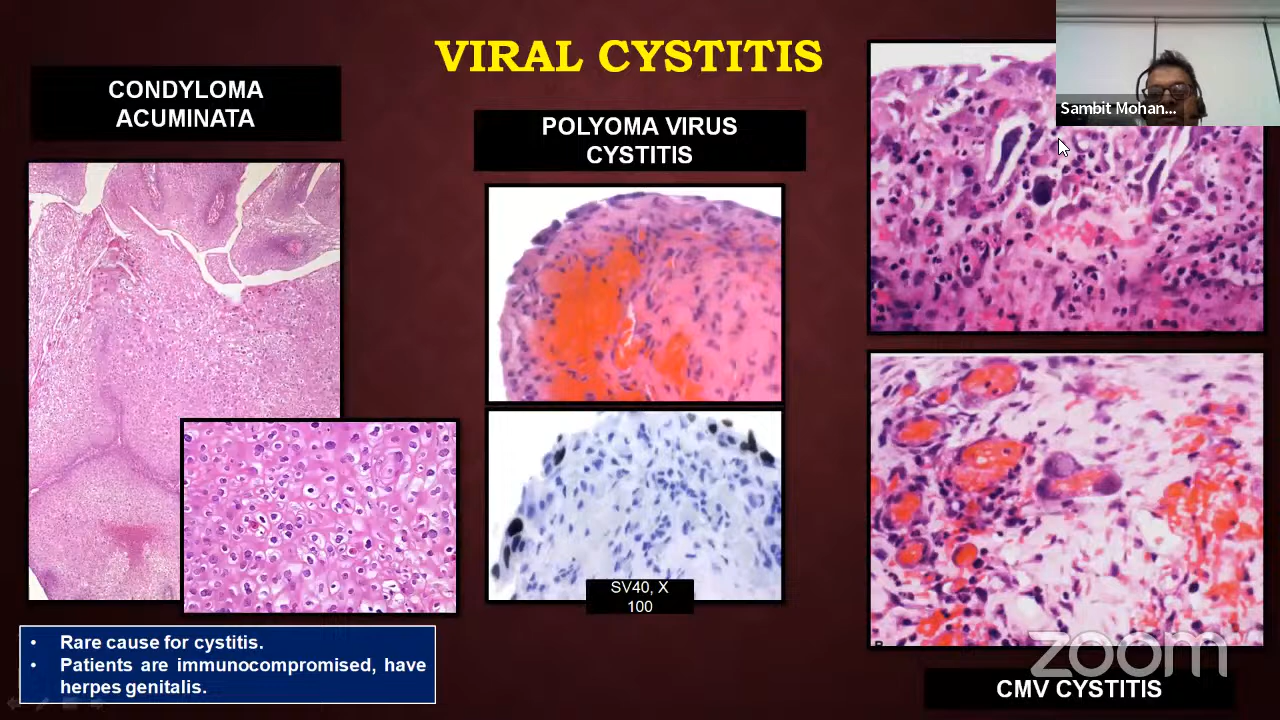 VIRAL CYSTITIS
CONDYLOMA
ACUMINATA
POLYOMA VIRUS
CYSTITIS
Sambit Mohan...
SV40, X
100
• Rare cause for cystitis.
• Patients are immunocompromised, have
herpes genitalis.
zoom
CMV CYSTITIS